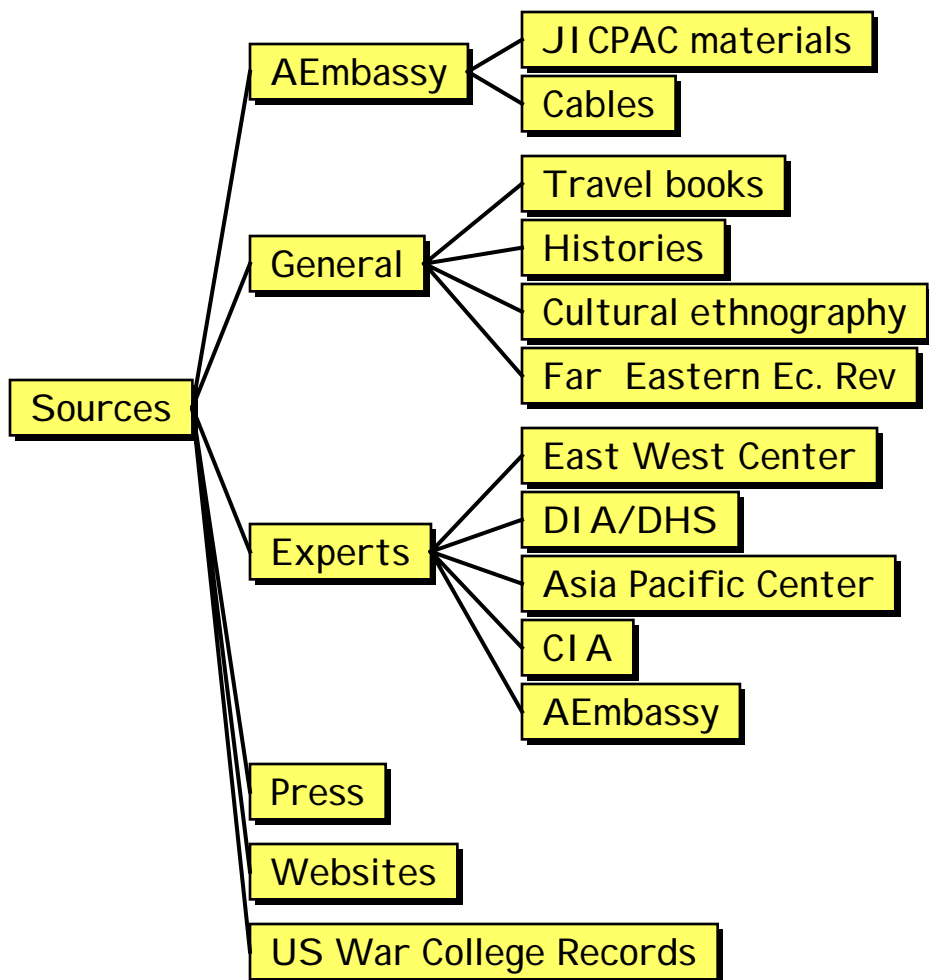 Sources
AEmbassy
JICPAC materials
Cables
General
Travel books
Histories
Cultural ethnography
Far Eastern Ec. Rev
Experts
East West Center
DIA/DHS
Asia Pacific Center
CIA
AEmbassy
Press
Websites
US War College Records